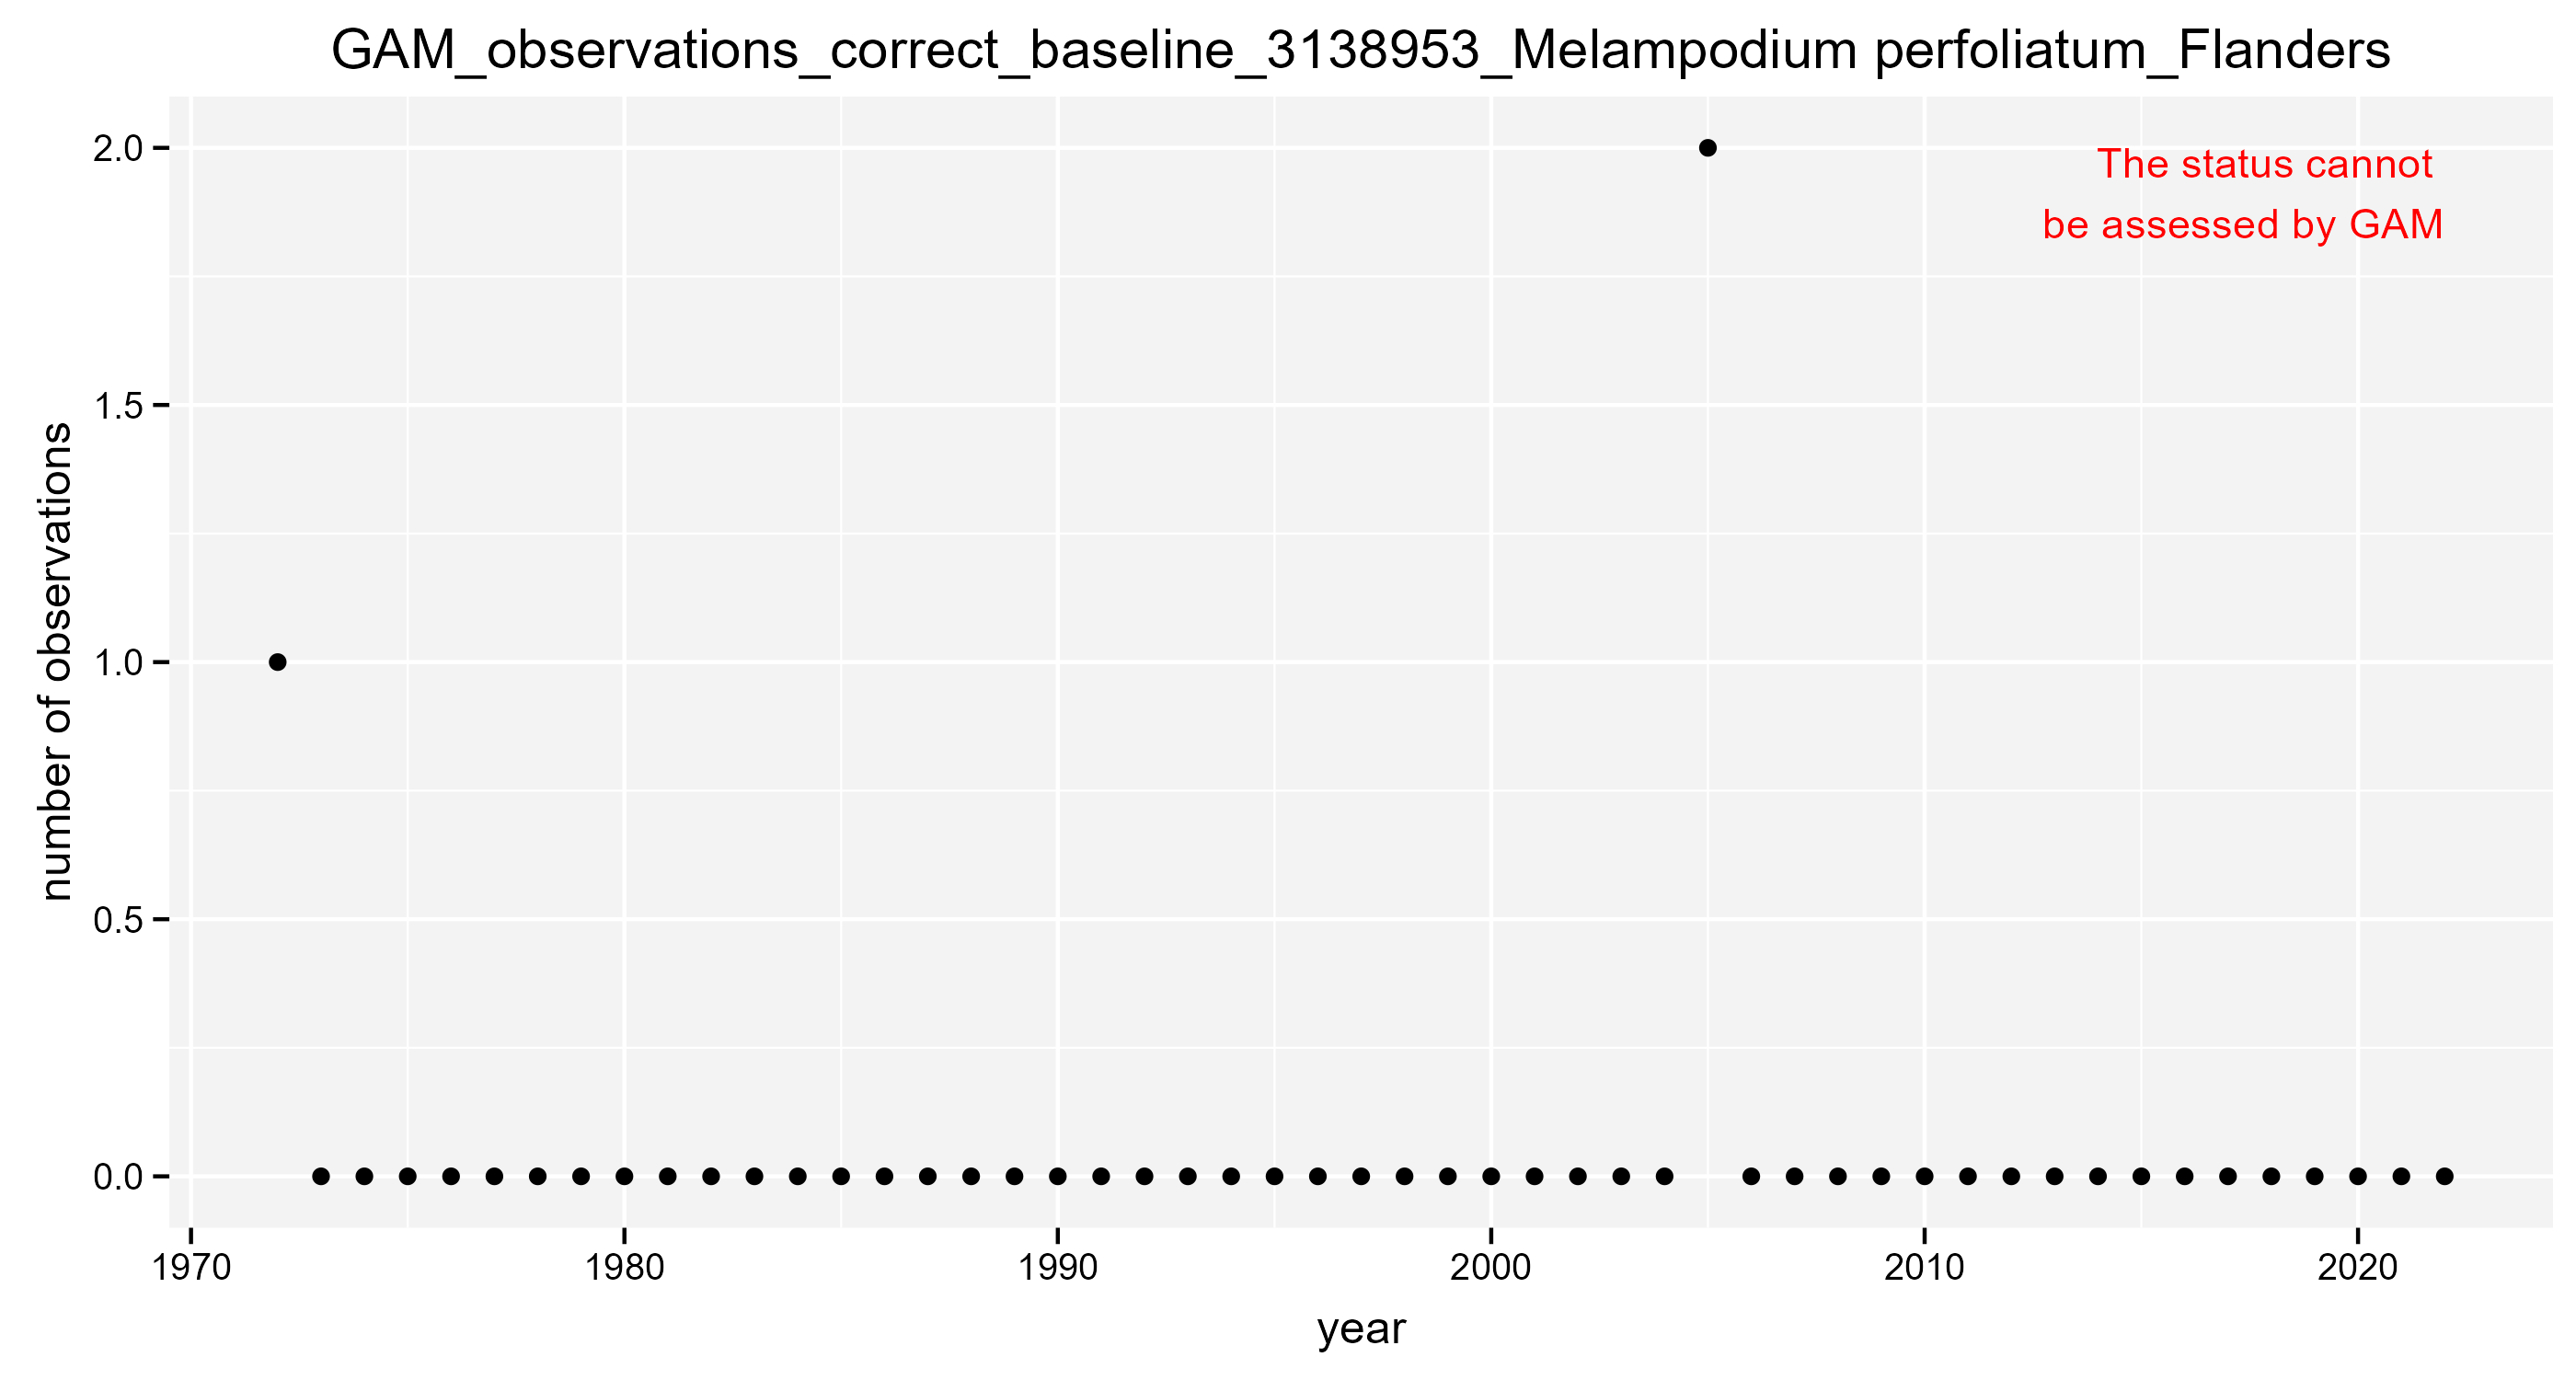 GAM_observations_correct_baseline_3138953_Melampodium perfoliatum_Flanders
The status cannot
be assessed by GAM
number of observations
2.0
1.5
1.0
0.5
0.0
1970 1980 1990 2000 2010 2020
year